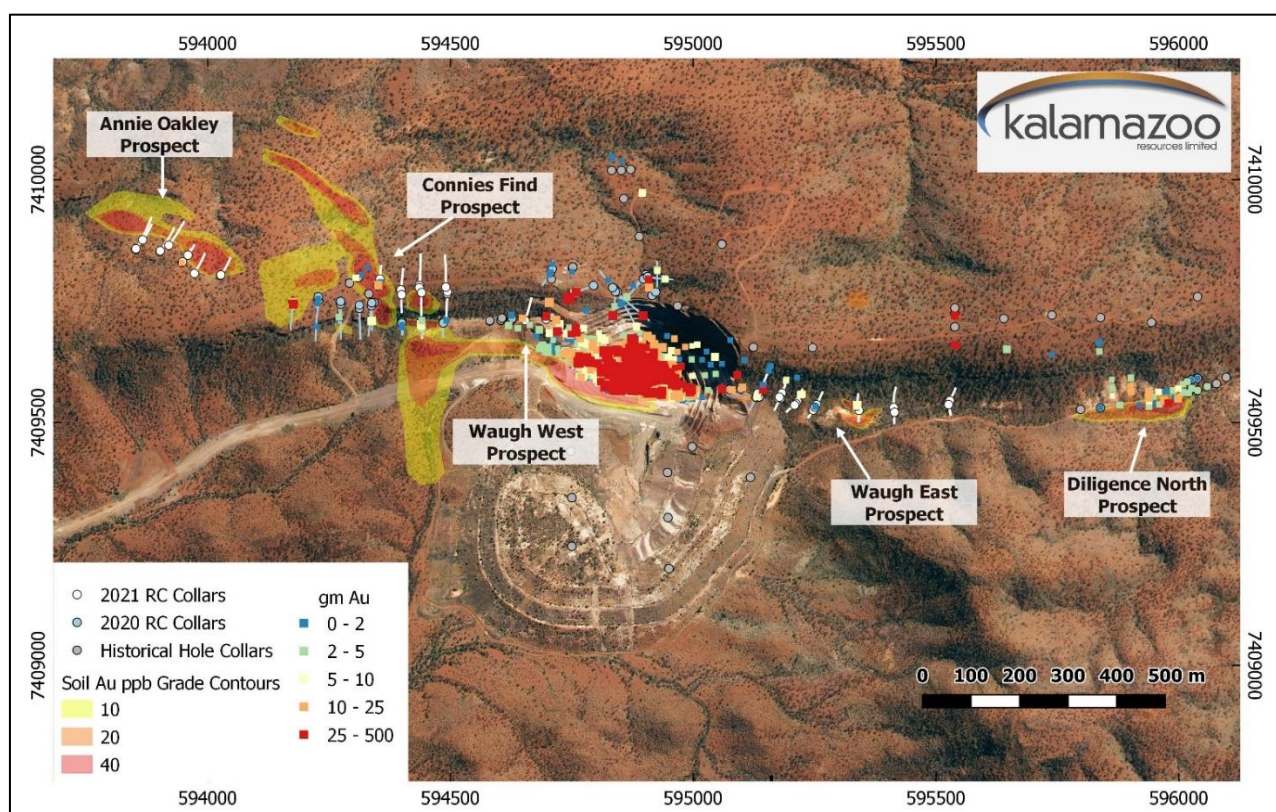 594000 594500 595000 595500 596000
kalamazoo
resources limited
Annie Oakley
Prospect
Connies Find
Prospect
7410000
7410000
Waugh West
Prospect
Waugh East
Prospect
Diligence North
Prospect
7409500
7409500
2021 RC Collars
2020 RC Collars
Historical Hole Collars
Soil Au ppb Grade Contours
10
20
40
gm Au
0 - 2
2 - 5
5 - 10
10 - 25
25 - 500
0 100 200 300 400 500 m
7409000
7409000
594000 594500 595000 595500 596000